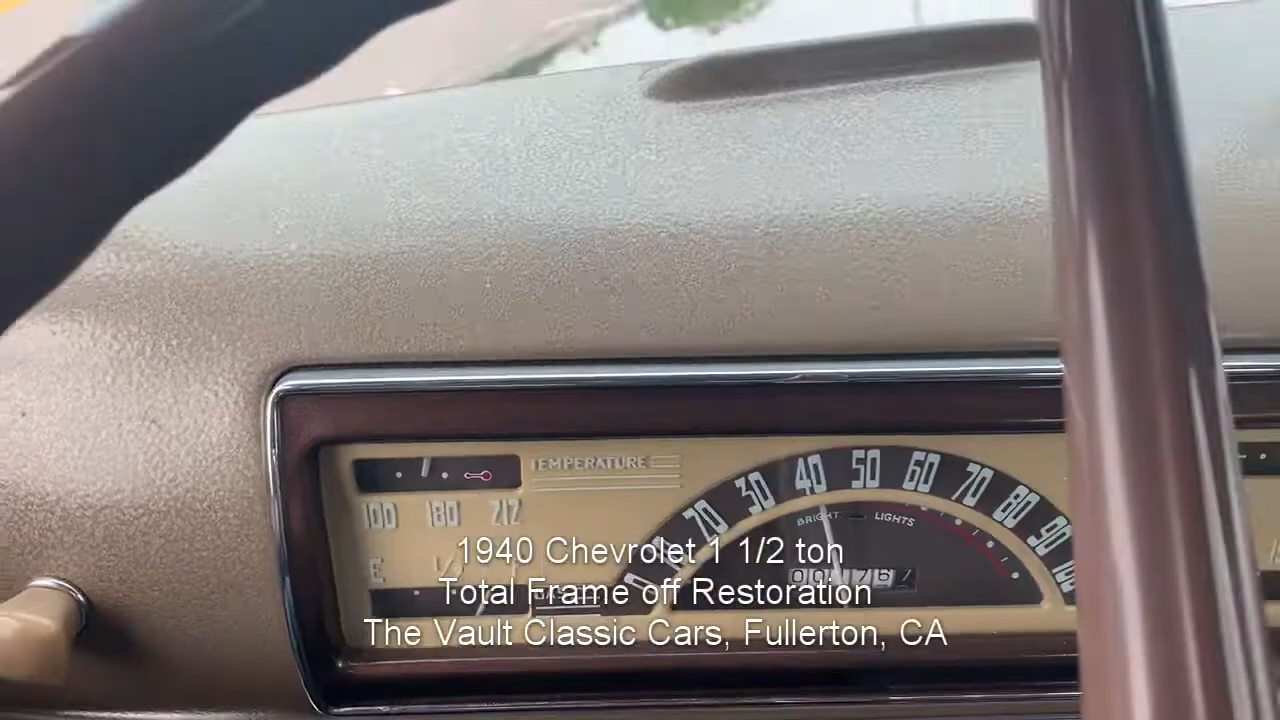 TEMPERATURE
100 180 212
E
20 30 40 50 60 70 80 90 100
BRIGHT LIGHTS
1940 Chevrolet 1 1/2 ton
Total Frame off Restoration
The Vault Classic Cars, Fullerton, CA